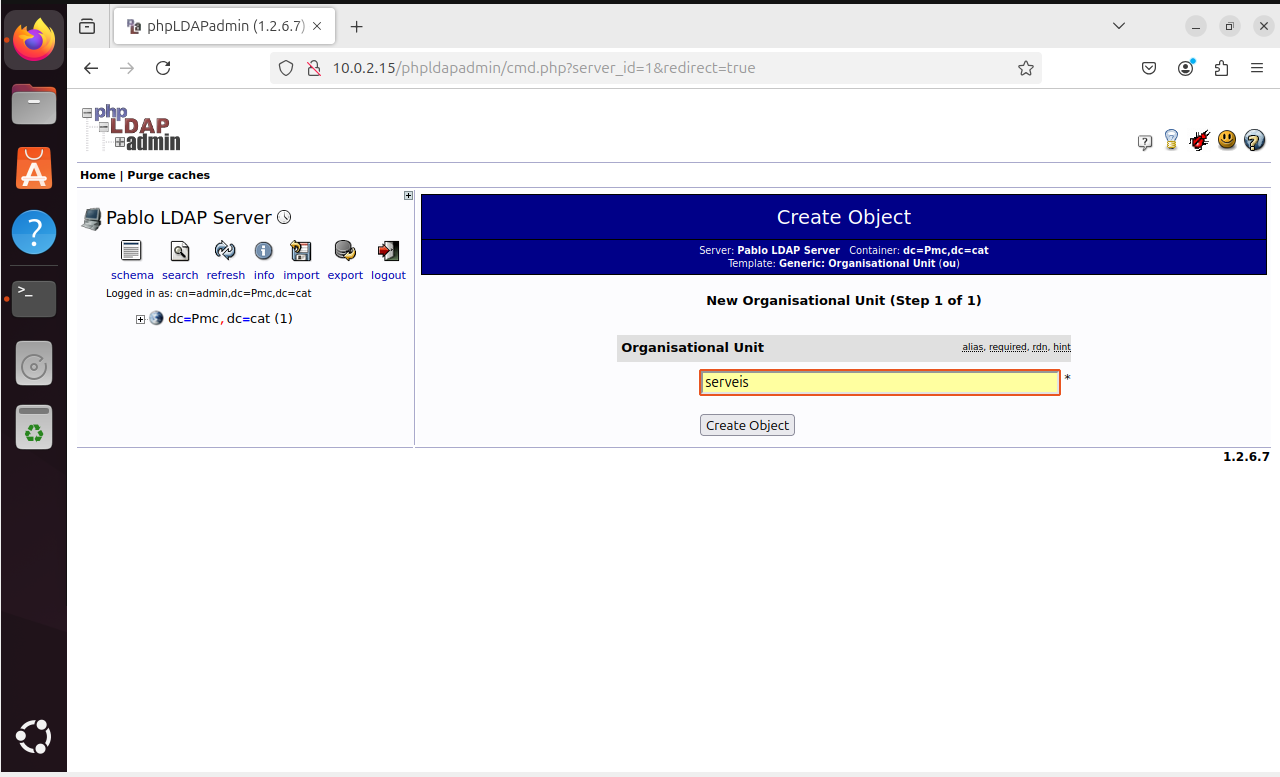 phpLDAPadmin (1.2.6.7)
10.0.2.15/phpldapadmin/cmd.php?server_id=1&redirect=true
php
LDAP
admin
Home | Purge caches
Pablo LDAP Server
schema search refresh info import export logout
Logged in as: cn=admin,dc=Pmc,dc=cat
dc=Pmc,dc=cat (1)
Create Object
Server: Pablo LDAP Server Container: dc=Pmc,dc=cat
Template: Generic: Organisational Unit (ou)
New Organisational Unit (Step 1 of 1)
Organisational Unit alias, required, rdn, hint
serveis *
Create Object
1.2.6.7